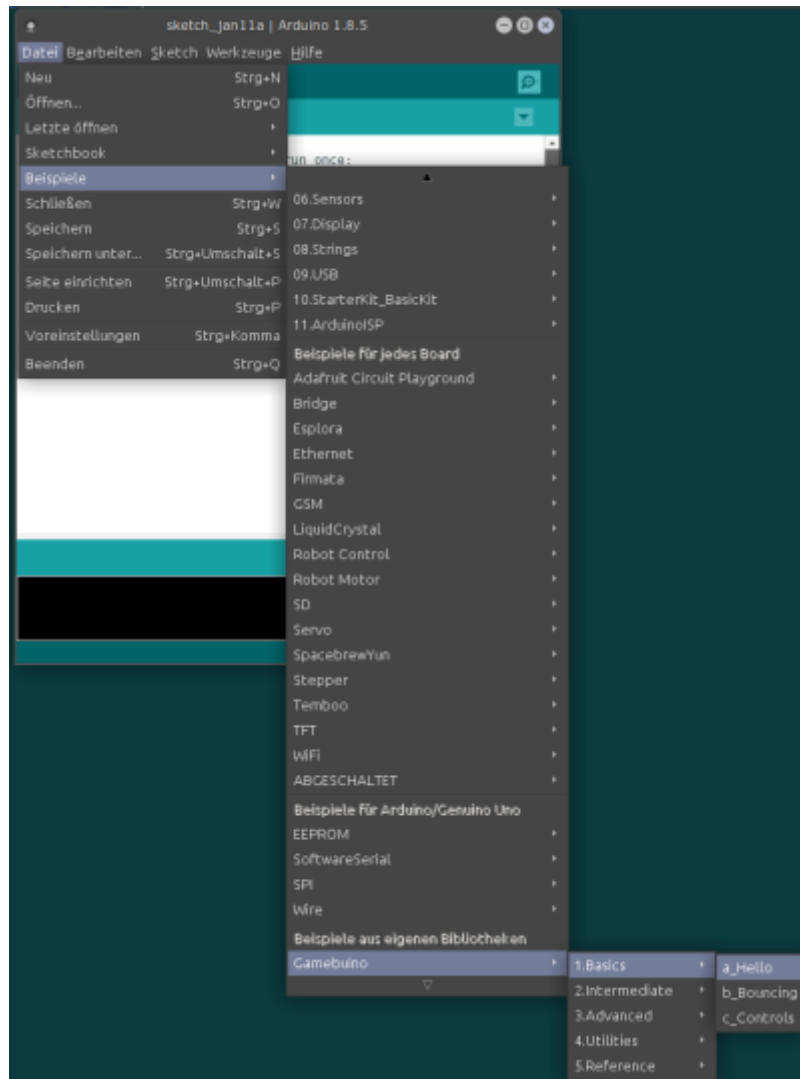 sketch_jan11a | Arduino 1.8.5
Datei Bearbeiten Sketch Werkzeuge Hilfe
Neu Strg+N
Öffnen... Strg+O
Letzte öffnen
Sketchbook
run once:
Beispiele
Schließen Strg+W
Speichern Strg+S
Speichern unter... Strg+Umschalt+S
Seite einrichten Strg+Umschalt+P
Drucken Strg+P
Voreinstellungen Strg+Komma
Beenden Strg+Q
06.Sensors
07.Display
08.Strings
09.USB
10.StarterKit_BasicKit
11.ArduinoISP
Beispiele für jedes Board
Adafruit Circuit Playground
Bridge
Esplora
Ethernet
Firmata
GSM
LiquidCrystal
Robot Control
Robot Motor
SD
Servo
SpacebrewYun
Stepper
Temboo
TFT
WiFi
ABGESCHALTET
Beispiele für Arduino/Genuino Uno
EEPROM
SoftwareSerial
SPI
Wire
Beispiele aus eigenen Bibliotheken
Gamebuino
1.Basics
2.Intermediate
3.Advanced
4.Utilities
5.Reference
a_Hello
b_Bouncing
c_Controls